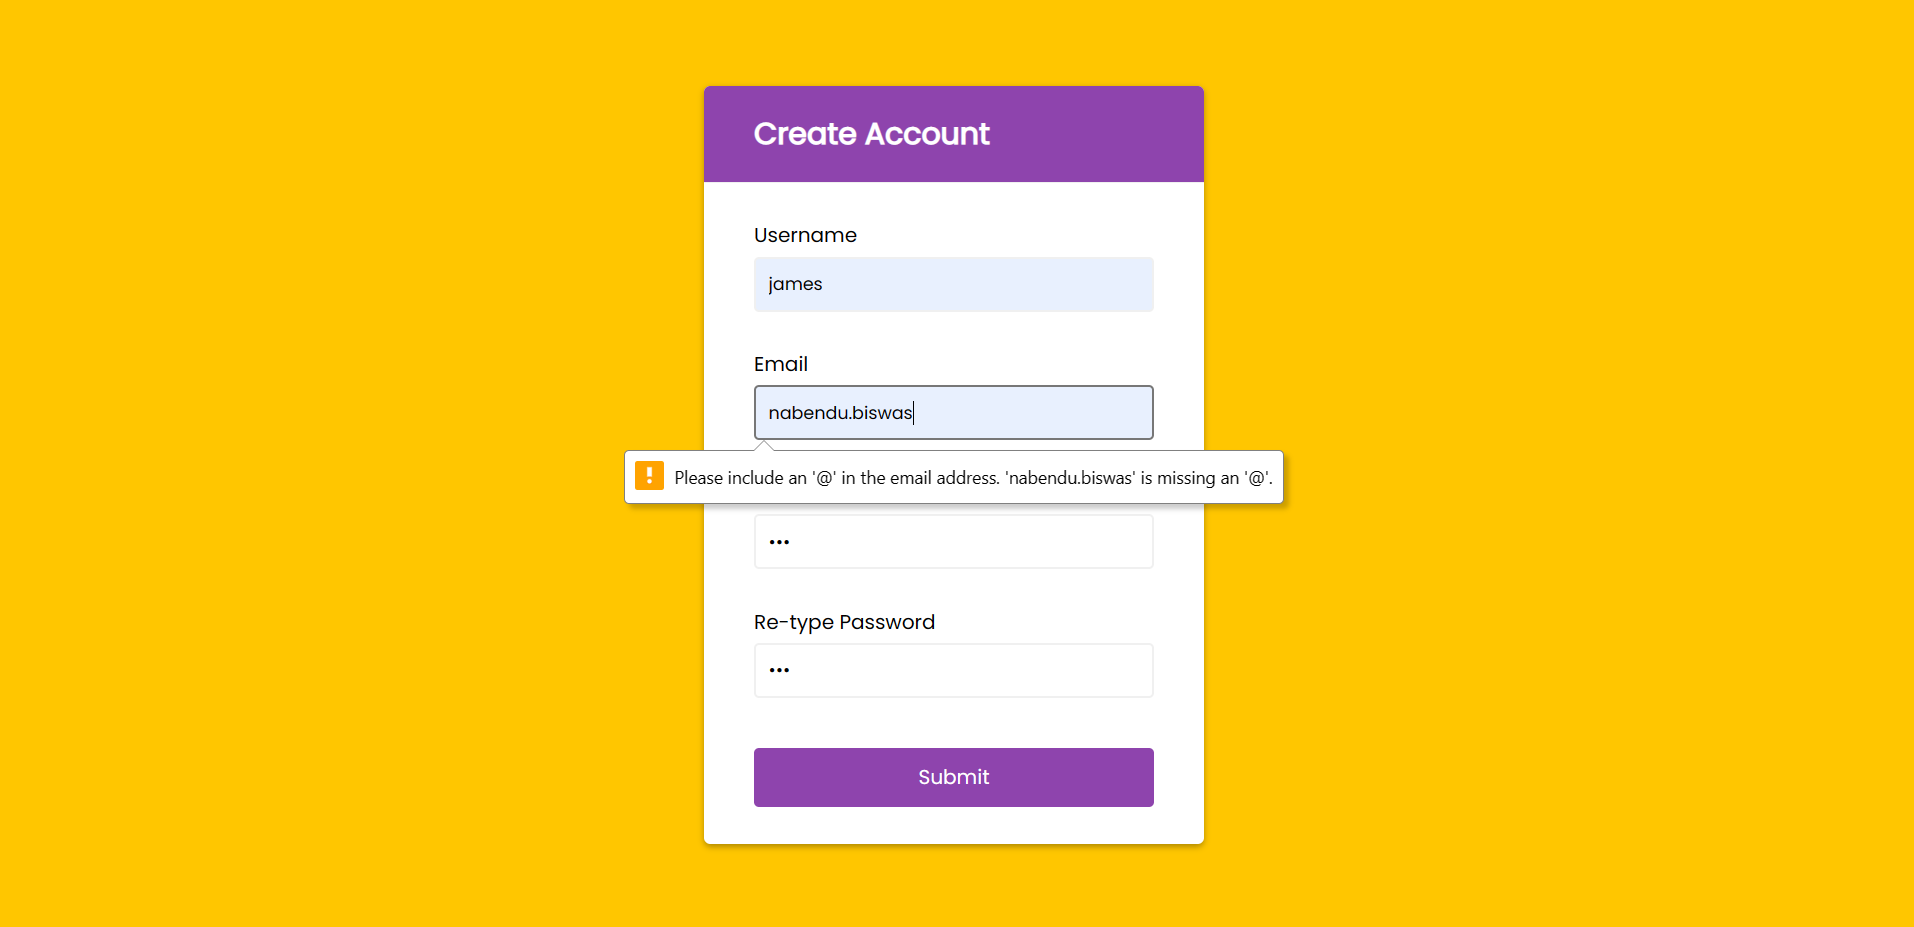 Create Account
Username
james
Email
nabendu.biswas
Please include an '@' in the email address. 'nabendu.biswas' is missing an '@'.
•••
Re-type Password
•••
Submit